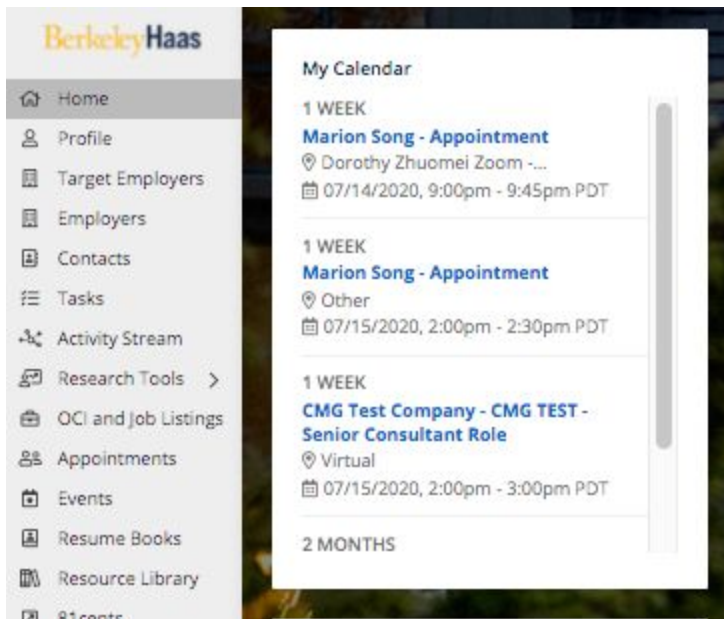 BerkeleyHaas
Home
Profile
Target Employers
Employers
Contacts
Tasks
Activity Stream
Research Tools >
OCI and Job Listings
Appointments
Events
Resume Books
Resource Library
81cents
My Calendar
1 WEEK
Marion Song - Appointment
Dorothy Zhuomei Zoom -...
07/14/2020, 9:00pm - 9:45pm PDT
1 WEEK
Marion Song - Appointment
Other
07/15/2020, 2:00pm - 2:30pm PDT
1 WEEK
CMG Test Company - CMG TEST -
Senior Consultant Role
Virtual
07/15/2020, 2:00pm - 3:00pm PDT
2 MONTHS